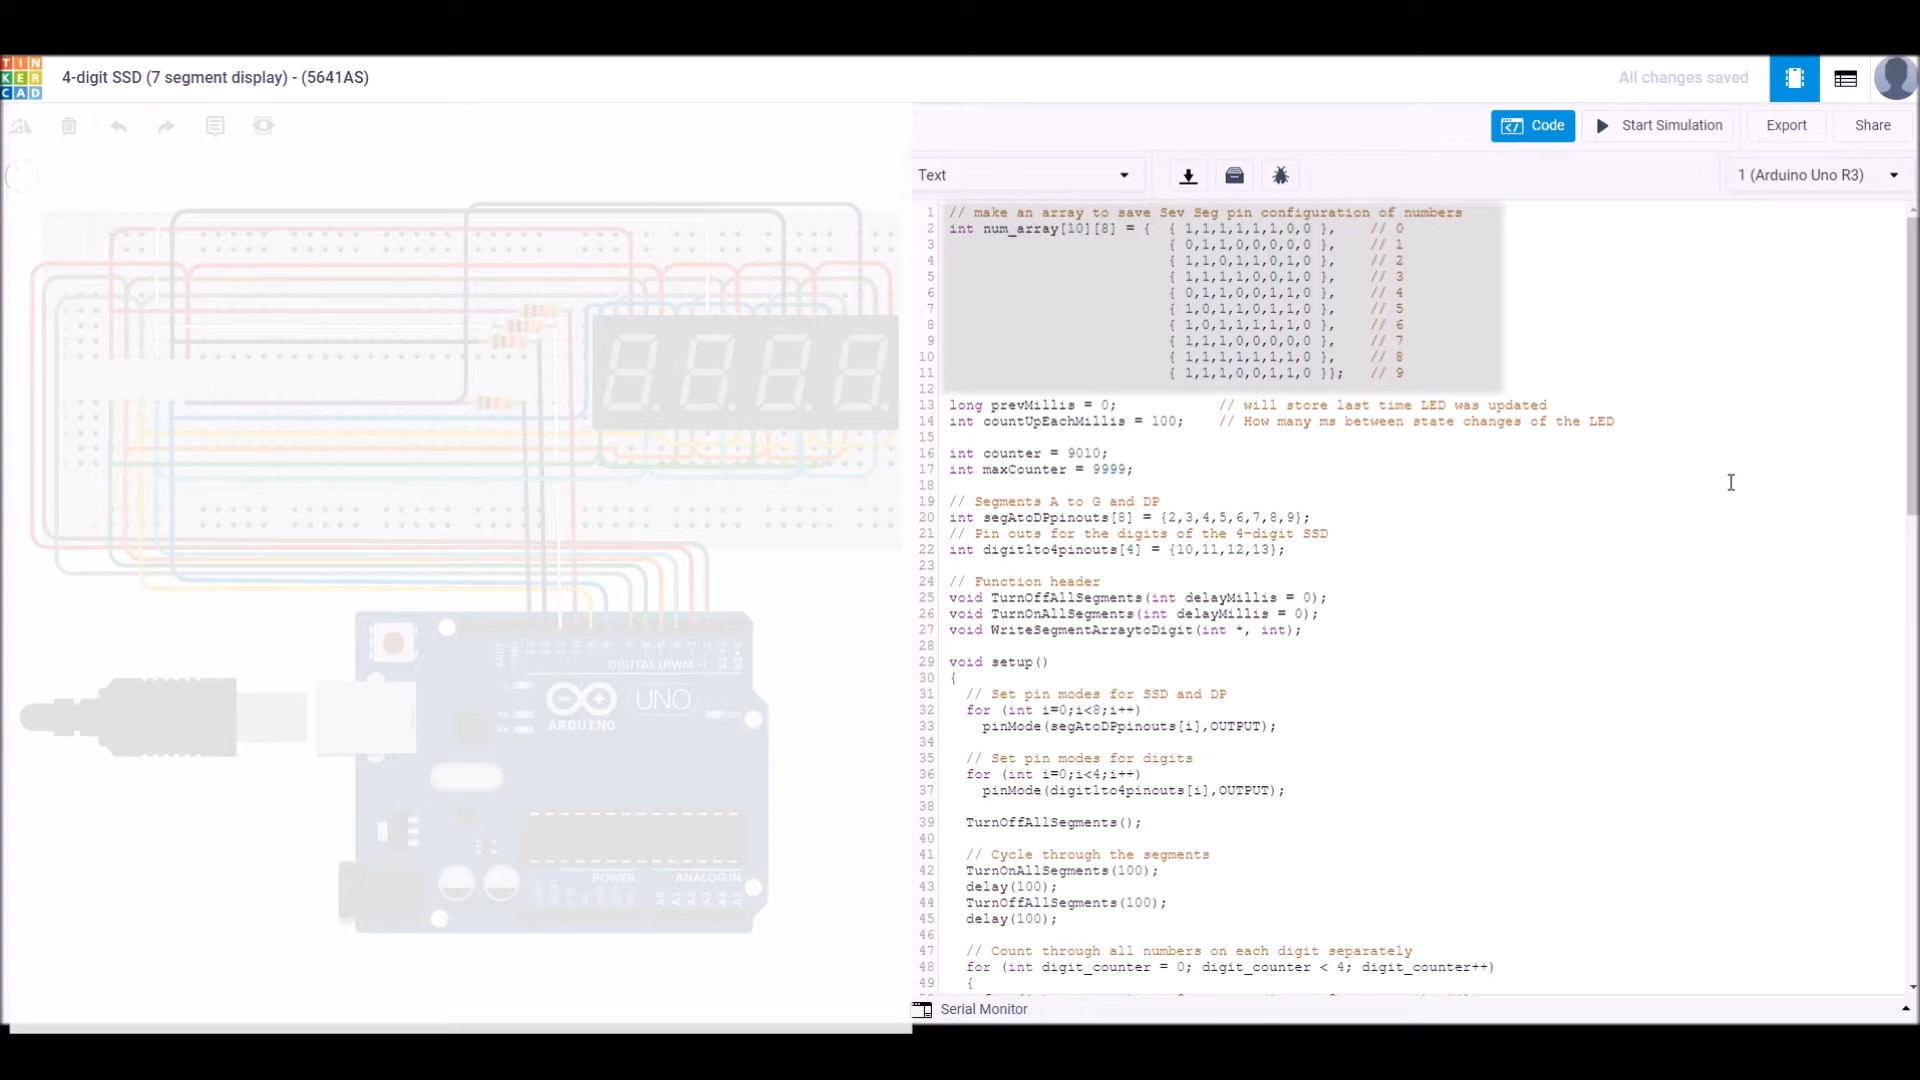 TIN
KER
CAD
4-digit SSD (7 segment display) - (5641AS)
All changes saved
Code
Start Simulation
Export
Share
Text
1 (Arduino Uno R3)
1 // make an array to save Sev Seg pin configuration of numbers
2 int num_array[10][8] = { { 1,1,1,1,1,1,0,0 }, // 0
3 { 0,1,1,0,0,0,0,0 }, // 1
4 { 1,1,0,1,1,0,1,0 }, // 2
5 { 1,1,1,1,0,0,1,0 }, // 3
6 { 0,1,1,0,0,1,1,0 }, // 4
7 { 1,0,1,1,0,1,1,0 }, // 5
8 { 1,0,1,1,1,1,1,0 }, // 6
9 { 1,1,1,0,0,0,0,0 }, // 7
10 { 1,1,1,1,1,1,1,0 }, // 8
11 { 1,1,1,0,0,1,1,0 }}; // 9
12
13 long prevMillis = 0; // will store last time LED was updated
14 int countUpEachMillis = 100; // How many ms between state changes of the LED
15
16 int counter = 9010;
17 int maxCounter = 9999;
18
19 // Segments A to G and DP
20 int segAtoDPpinouts[8] = {2,3,4,5,6,7,8,9};
21 // Pin outs for the digits of the 4-digit SSD
22 int digit1to4pinouts[4] = {10,11,12,13};
23
24 // Function header
25 void TurnOffAllSegments(int delayMillis = 0);
26 void TurnOnAllSegments(int delayMillis = 0);
27 void WriteSegmentArraytoDigit(int *, int);
28
29 void setup()
30 {
31 // Set pin modes for SSD and DP
32 for (int i=0;i<8;i++)
33 pinMode(segAtoDPpinouts[i],OUTPUT);
34
35 // Set pin modes for digits
36 for (int i=0;i<4;i++)
37 pinMode(digit1to4pinouts[i],OUTPUT);
38
39 TurnOffAllSegments();
40
41 // Cycle through the segments
42 TurnOnAllSegments(100);
43 delay(100);
44 TurnOffAllSegments(100);
45 delay(100);
46
47 // Count through all numbers on each digit separately
48 for (int digit_counter = 0; digit_counter < 4; digit_counter++)
49 {
Serial Monitor
DIGITAL (PWM ~)
UNO
ARDUINO
POWER
ANALOG IN